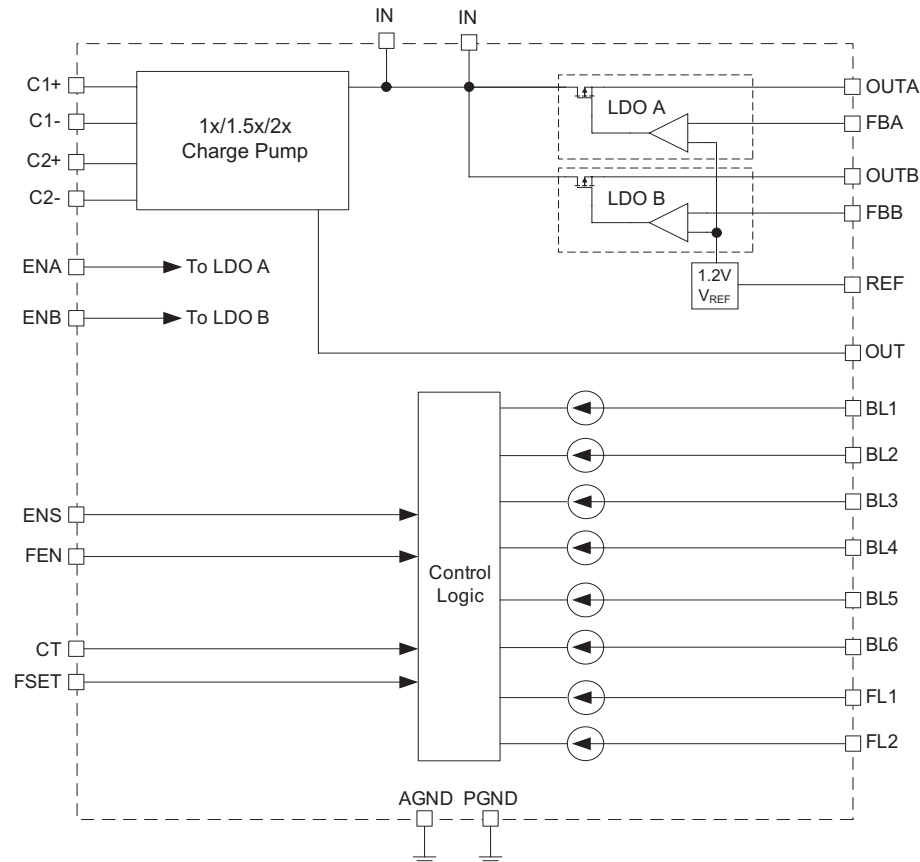 IN
IN
C1+
C1-
C2+
C2-
1x/1.5x/2x
Charge Pump
LDO A
OUTA
FBA
LDO B
OUTB
FBB
ENA
To LDO A
1.2V
VREF
REF
ENB
To LDO B
OUT
BL1
BL2
BL3
BL4
BL5
BL6
FL1
FL2
ENS
FEN
Control
Logic
CT
FSET
AGND
PGND